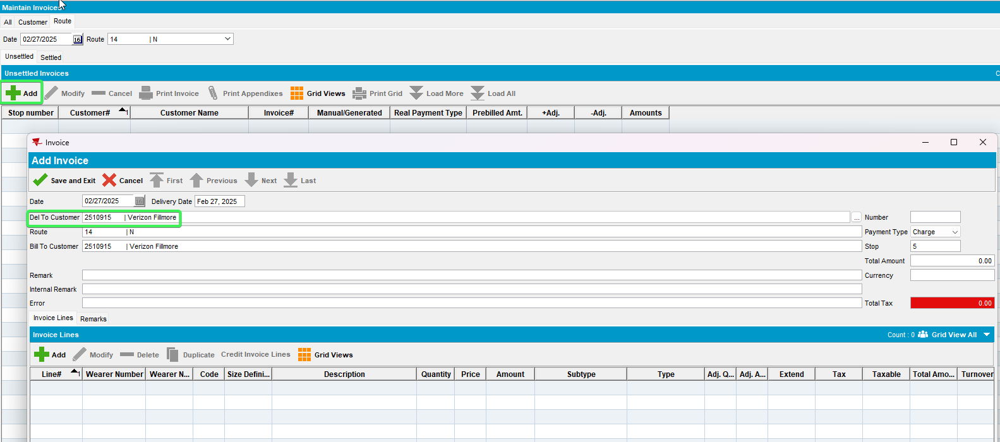 Maintain Invoices
All Customer Route
Date 02/27/2025 16 Route 14 | N
Unsettled Settled
Unsettled Invoices C
Add Modify Cancel Print Invoice Print Appendixes Grid Views Print Grid Load More Load All
Stop number Customer# 1 Customer Name Invoice# Manual/Generated Real Payment Type Prebilled Amt. +Adj. -Adj. Amounts
Invoice
Add Invoice
Save and Exit Cancel First Previous Next Last
Date 02/27/2025 16 Delivery Date Feb 27, 2025
Del To Customer 2510915 | Verizon Fillmore ... Number
Route 14 | N Payment Type Charge
Bill To Customer 2510915 | Verizon Fillmore Stop 5
Total Amount 0.00
Remark Currency
Internal Remark
Error Total Tax 0.00
Invoice Lines Remarks
Invoice Lines Count : 0 Grid View All
Add Modify Delete Duplicate Credit Invoice Lines Grid Views
Line# 1 Wearer Number Wearer N... Code Size Defini... Description Quantity Price Amount Subtype Type Adj. Q... Adj. A... Extend Tax Taxable Total Amo... Turnover